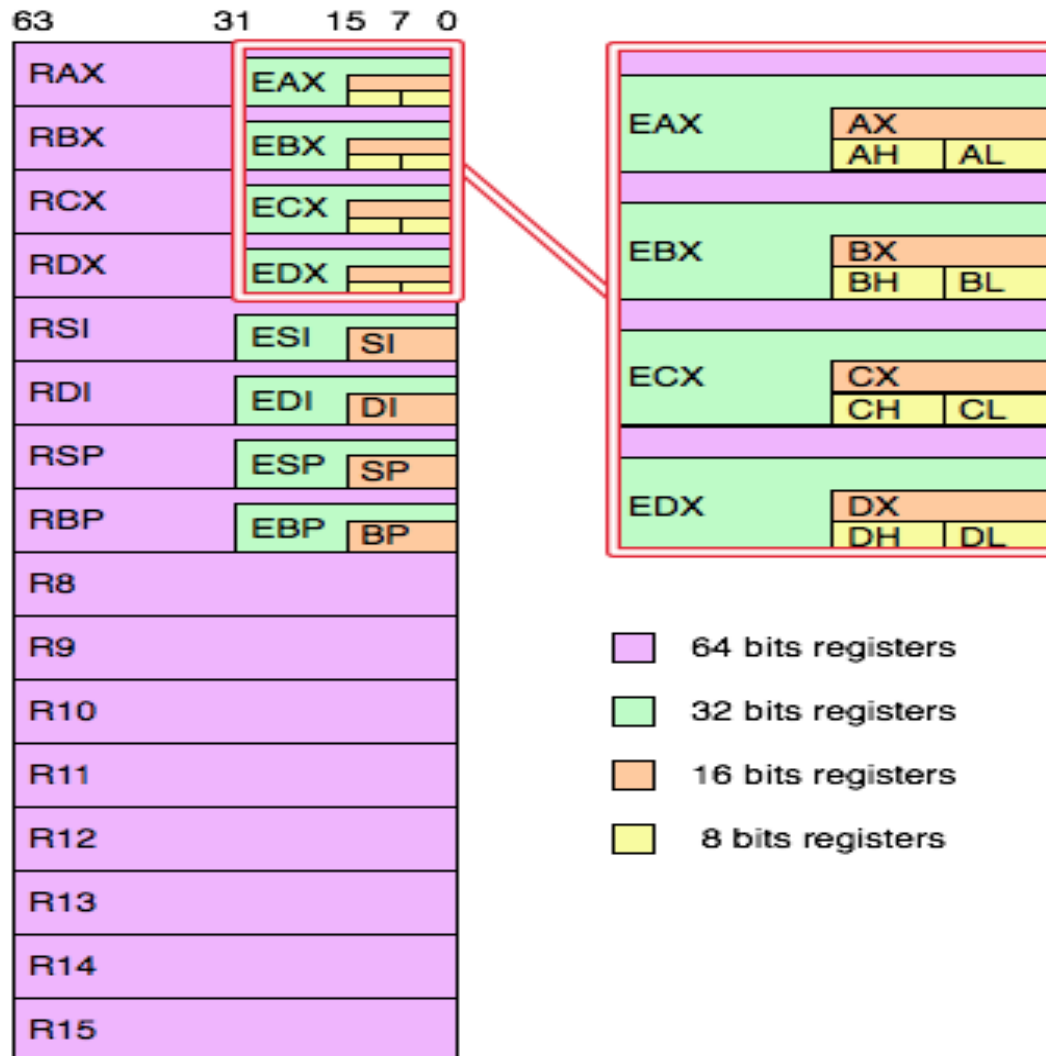 63 31 15 7 0
RAX EAX
RBX EBX
RCX ECX
RDX EDX
RSI ESI SI
RDI EDI DI
RSP ESP SP
RBP EBP BP
R8
R9
R10
R11
R12
R13
R14
R15
EAX AX
AH AL
EBX BX
BH BL
ECX CX
CH CL
EDX DX
DH DL
64 bits registers
32 bits registers
16 bits registers
8 bits registers